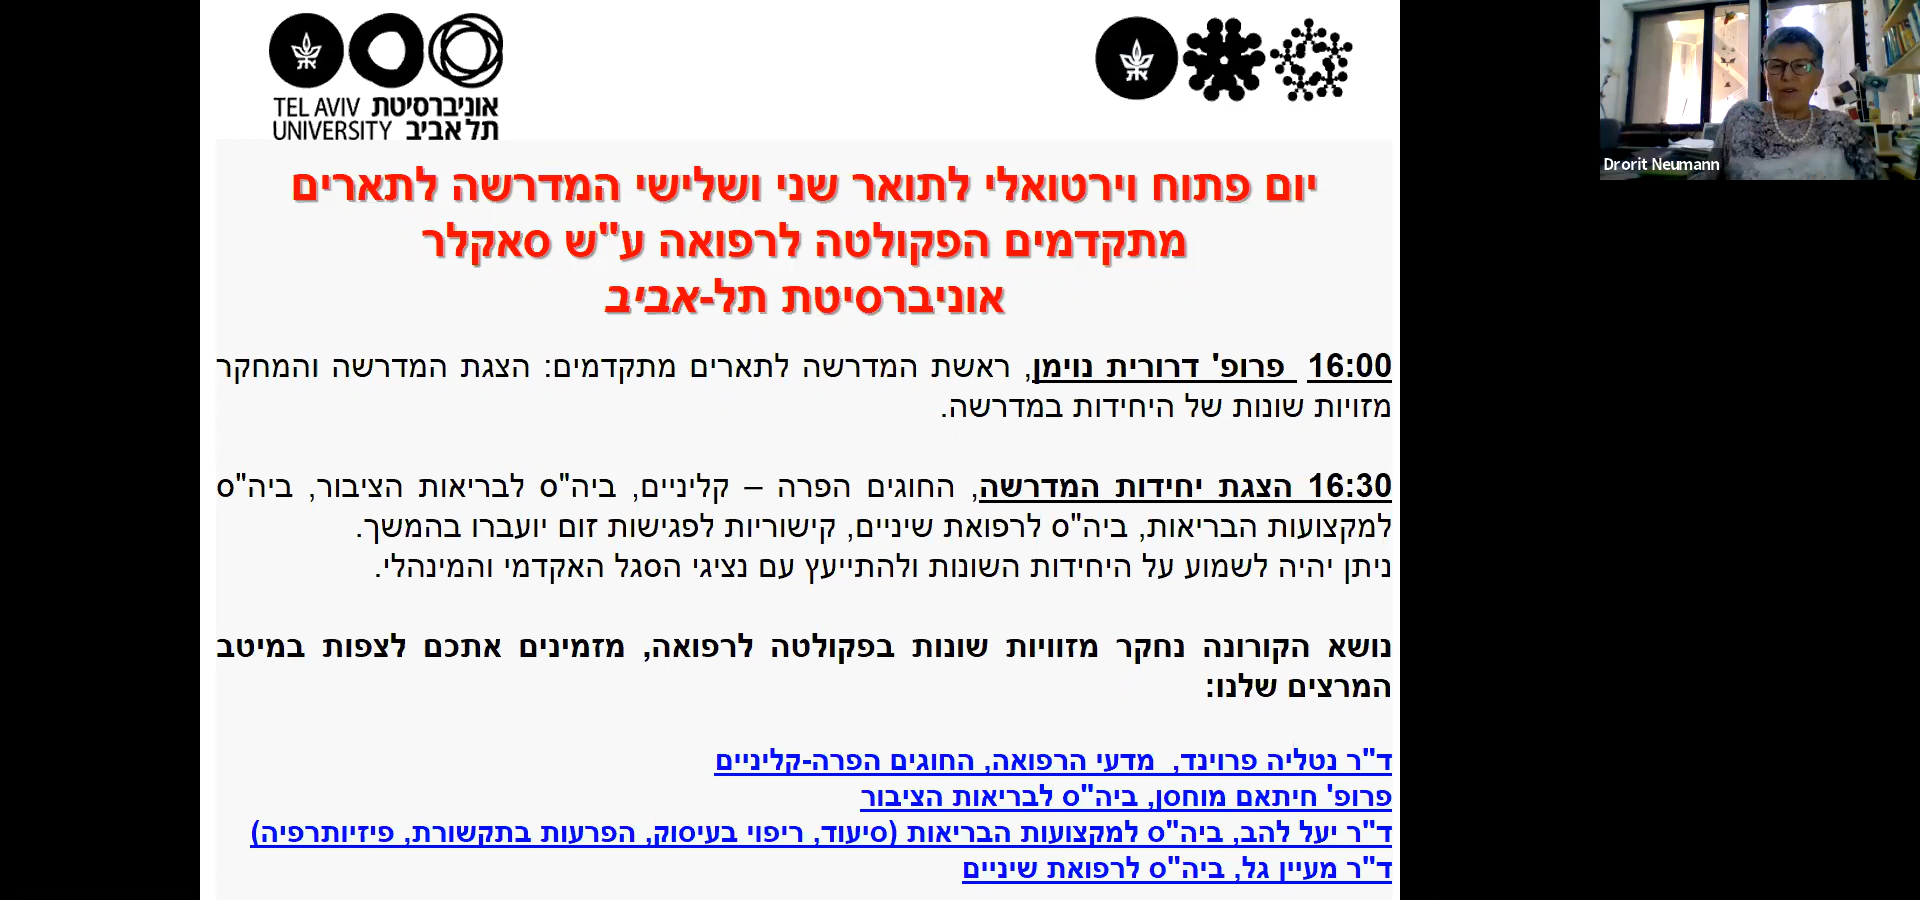 אוניברסיטת TEL AVIV
תל אביב UNIVERSITY
יום פתוח וירטואלי לתואר שני ושלישי המדרשה לתארים
מתקדמים הפקולטה לרפואה ע"ש סאקלר
אוניברסיטת תל-אביב
16:00 פרופ' דרורית נוימן, ראשת המדרשה לתארים מתקדמים: הצגת המדרשה והמחקר
מזויות שונות של היחידות במדרשה.
16:30 הצגת יחידות המדרשה, החוגים הפרה – קליניים, ביה"ס לבריאות הציבור, ביה"ס
למקצועות הבריאות, ביה"ס לרפואת שיניים, קישוריות לפגישות זום יועברו בהמשך.
ניתן יהיה לשמוע על היחידות השונות ולהתייעץ עם נציגי הסגל האקדמי והמינהלי.
נושא הקורונה נחקר מזוויות שונות בפקולטה לרפואה, מזמינים אתכם לצפות במיטב
המרצים שלנו:
ד"ר נטליה פרוינד, מדעי הרפואה, החוגים הפרה-קליניים
פרופ' חיתאם מוחסן, ביה"ס לבריאות הציבור
ד"ר יעל להב, ביה"ס למקצועות הבריאות (סיעוד, ריפוי בעיסוק, הפרעות בתקשורת, פיזיותרפיה)
ד"ר מעיין גל, ביה"ס לרפואת שיניים
Drorit Neumann